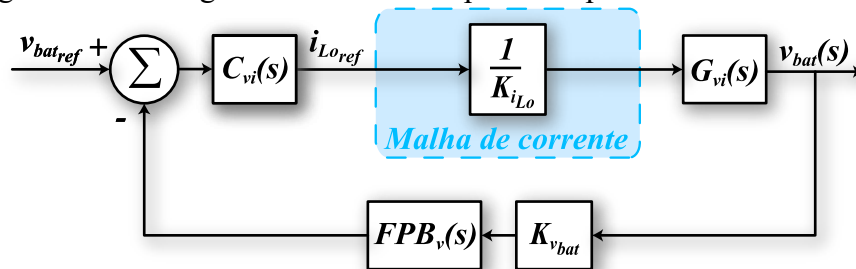 v_bat_ref +
Σ
-
C_vi(s)
i_Lo_ref
1
K_i_Lo
Malha de corrente
G_vi(s)
v_bat(s)
FPB_v(s)
K_v_bat